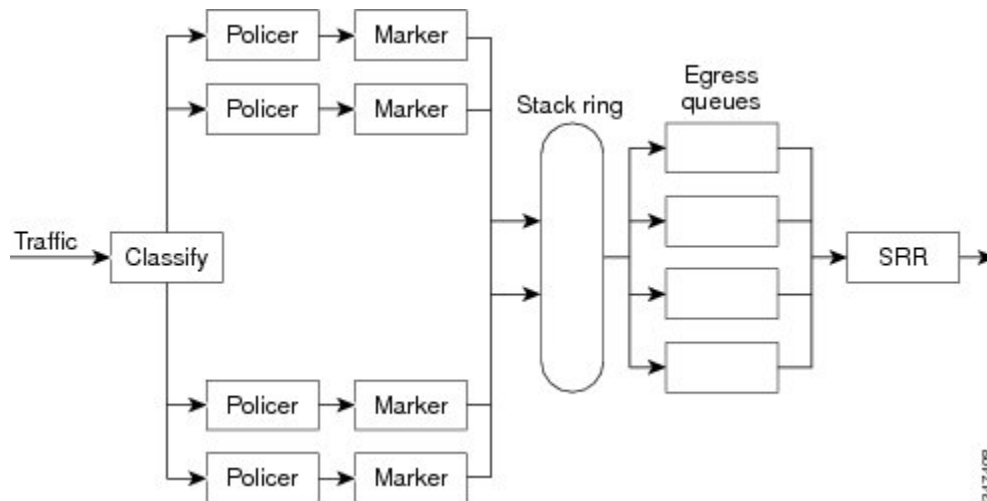 Policer
Marker
Policer
Marker
Egress
queues
Stack ring
Traffic
Classify
SRR
Policer
Marker
Policer
Marker